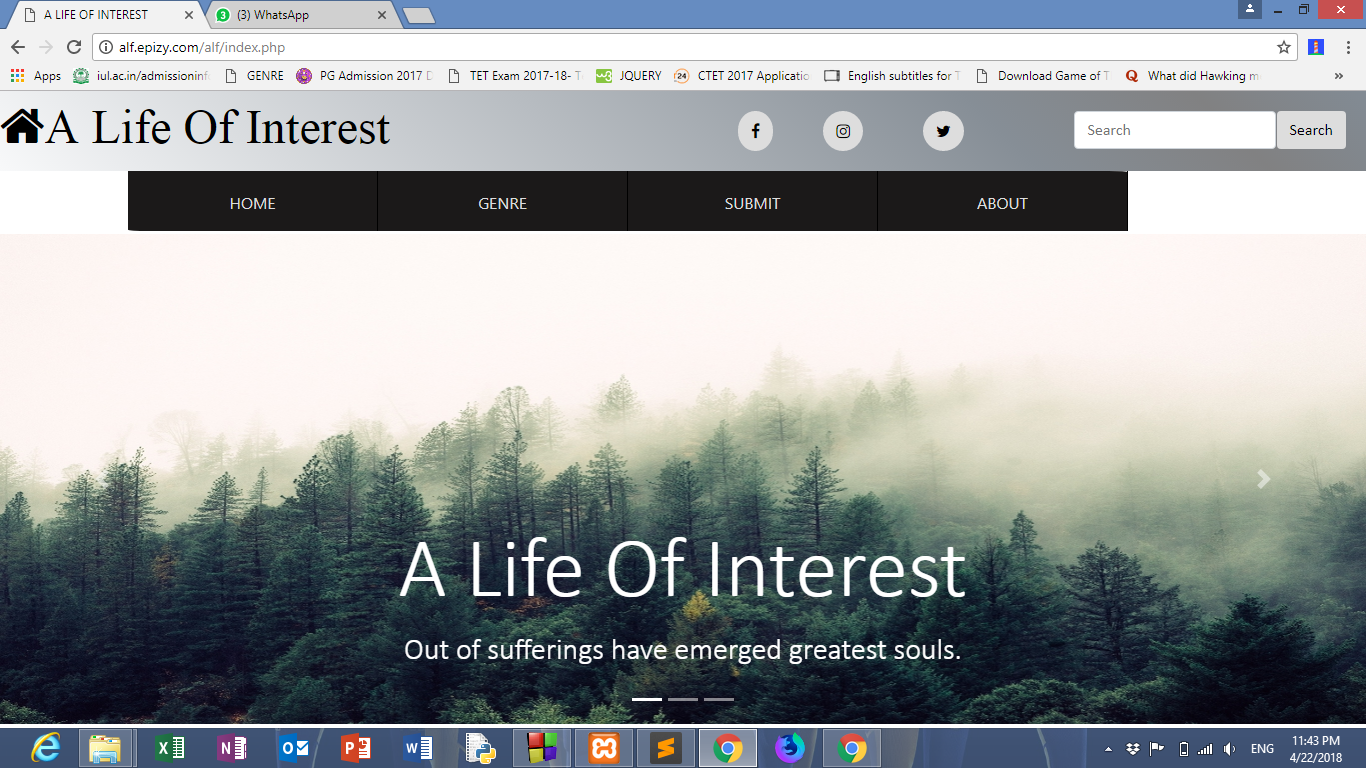 A LIFE OF INTEREST
3 (3) WhatsApp
alf.epizy.com/alf/index.php
Apps iul.ac.in/admissioninf GENRE PG Admission 2017 D TET Exam 2017-18- T JQUERY 24 CTET 2017 Applicatio English subtitles for T Download Game of T What did Hawking m »
A Life Of Interest
Search Search
HOME GENRE SUBMIT ABOUT
A Life Of Interest
Out of sufferings have emerged greatest souls.
ENG 11:43 PM
4/22/2018